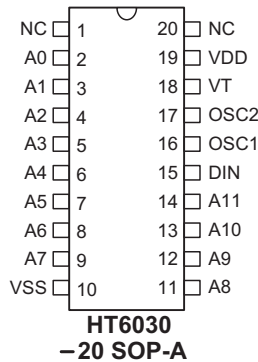 NC 1 20 NC
A0 2 19 VDD
A1 3 18 VT
A2 4 17 OSC2
A3 5 16 OSC1
A4 6 15 DIN
A5 7 14 A11
A6 8 13 A10
A7 9 12 A9
VSS 10 11 A8
HT6030
–20 SOP-A